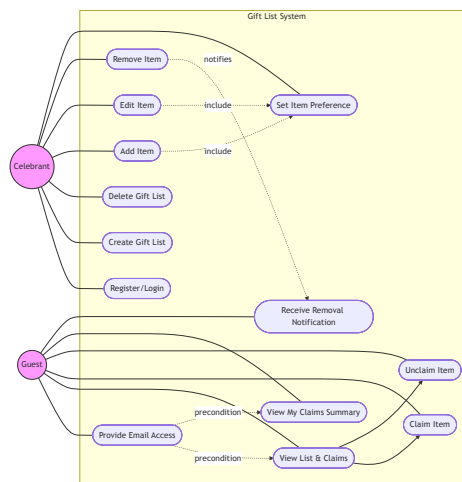 Gift List System
Remove Item
notifies
Edit Item
include
Set Item Preference
Add Item
include
Celebrant
Delete Gift List
Create Gift List
Register/Login
Receive Removal
Notification
Guest
Unclaim Item
precondition
View My Claims Summary
Claim Item
Provide Email Access
precondition
View List & Claims